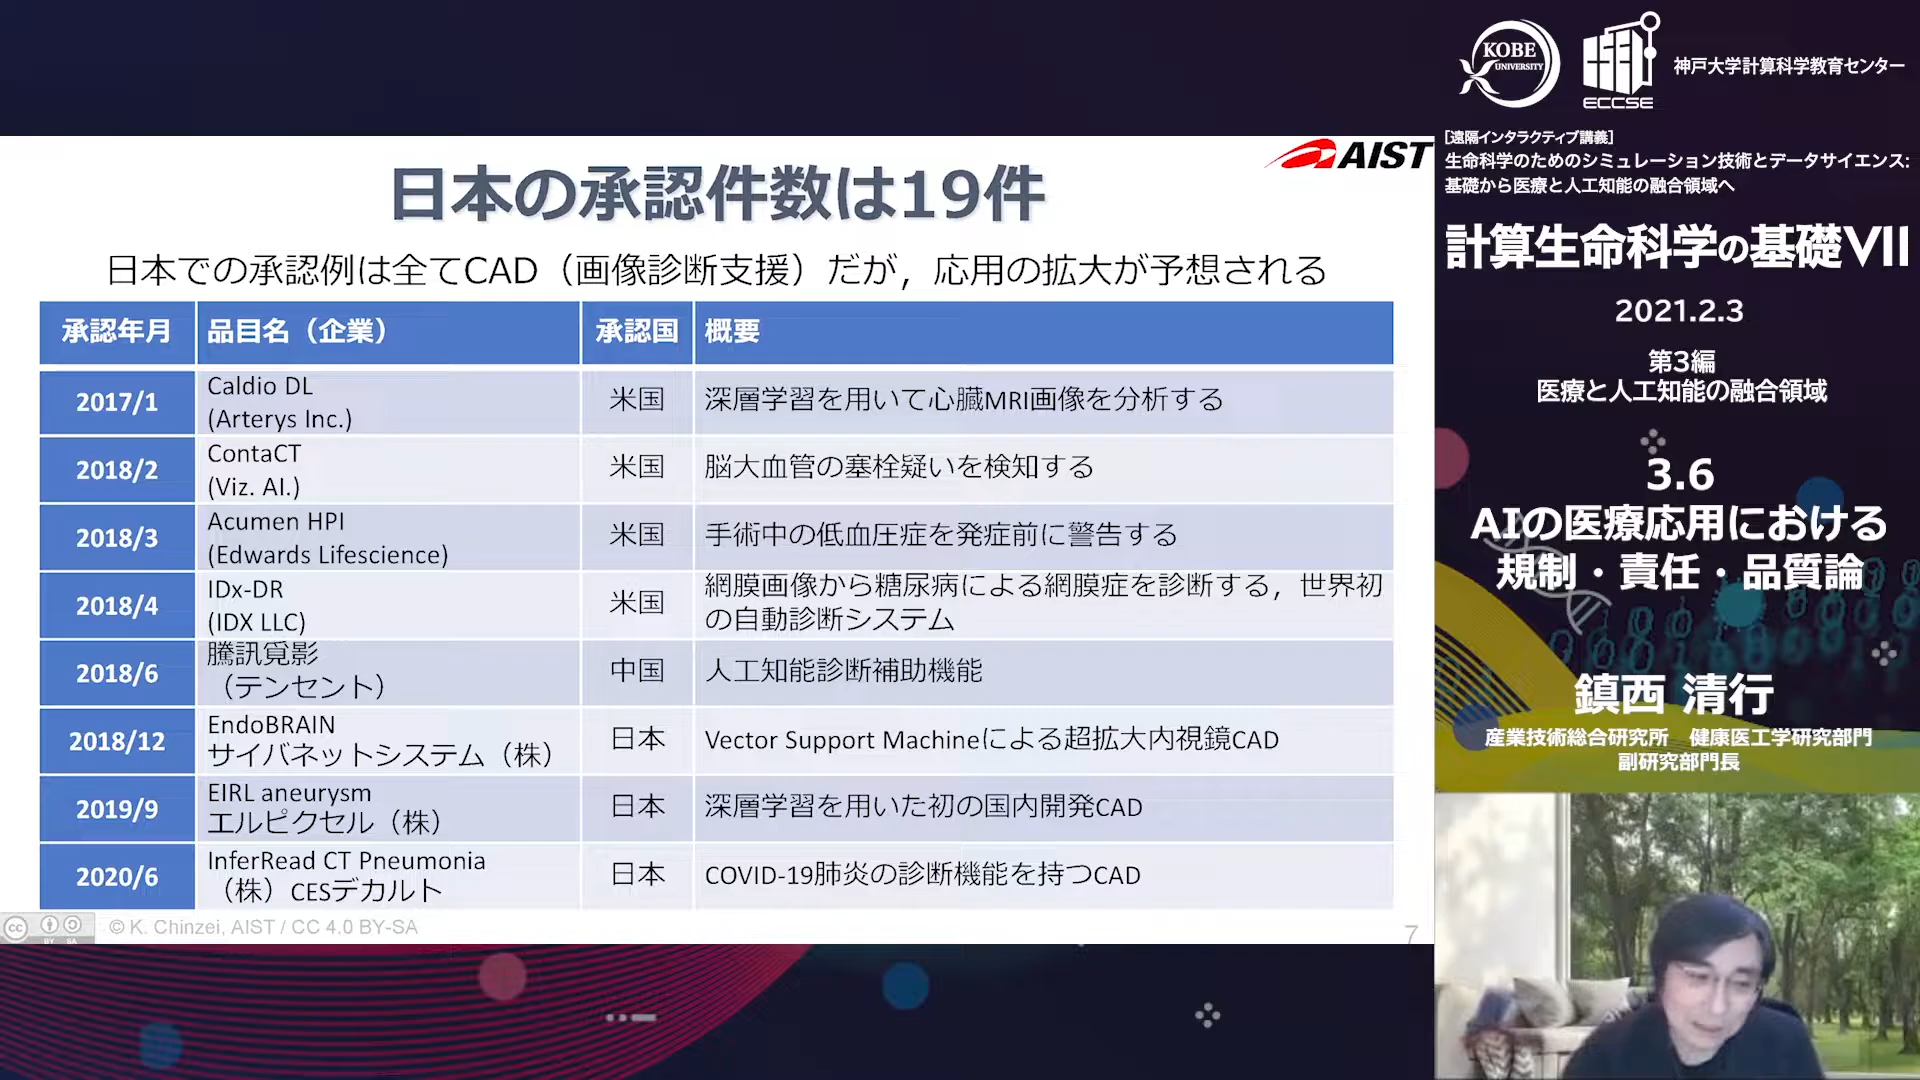 日本の承認件数は19件
AIST
日本での承認例は全てCAD（画像診断支援）だが，応用の拡大が予想される
承認年月 品目名（企業） 承認国 概要
2017/1 Caldio DL (Arterys Inc.) 米国 深層学習を用いて心臓MRI画像を分析する
2018/2 ContaCT (Viz. AI.) 米国 脳大血管の塞栓疑いを検知する
2018/3 Acumen HPI (Edwards Lifescience) 米国 手術中の低血圧症を発症前に警告する
2018/4 IDx-DR (IDX LLC) 米国 網膜画像から糖尿病による網膜症を診断する，世界初の自動診断システム
2018/6 騰訊覓影（テンセント） 中国 人工知能診断補助機能
2018/12 EndoBRAIN サイバネットシステム（株） 日本 Vector Support Machineによる超拡大内視鏡CAD
2019/9 EIRL aneurysm エルピクセル（株） 日本 深層学習を用いた初の国内開発CAD
2020/6 InferRead CT Pneumonia （株）CESデカルト 日本 COVID-19肺炎の診断機能を持つCAD
© K. Chinzei, AIST / CC 4.0 BY-SA
7
KOBE
UNIVERSITY
ECCSE
神戸大学計算科学教育センター
［遠隔インタラクティブ講義］
生命科学のためのシミュレーション技術とデータサイエンス:
基礎から医療と人工知能の融合領域へ
計算生命科学の基礎Ⅶ
2021.2.3
第3編
医療と人工知能の融合領域
3.6
AIの医療応用における
規制・責任・品質論
鎮西 清行
産業技術総合研究所　健康医工学研究部門
副研究部門長